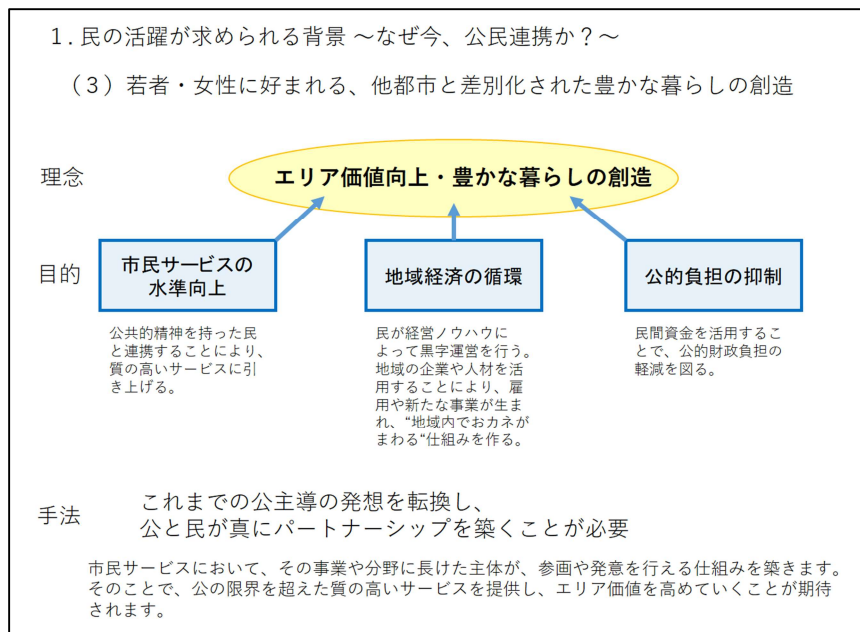 1. 民の活躍が求められる背景 ～なぜ今、公民連携か？～
（３）若者・女性に好まれる、他都市と差別化された豊かな暮らしの創造
理念
エリア価値向上・豊かな暮らしの創造
目的
市民サービスの
水準向上
地域経済の循環
公的負担の抑制
公共的精神を持った民
と連携することにより、
質の高いサービスに引
き上げる。
民が経営ノウハウに
よって黒字運営を行う。
地域の企業や人材を活
用することにより、雇
用や新たな事業が生ま
れ、“地域内でおカネが
まわる“仕組みを作る。
民間資金を活用するこ
とで、公的財政負担の
軽減を図る。
手法
これまでの公主導の発想を転換し、
公と民が真にパートナーシップを築くことが必要
市民サービスにおいて、その事業や分野に長けた主体が、参画や発意を行える仕組みを築きます。
そのことで、公の限界を超えた質の高いサービスを提供し、エリア価値を高めていくことが期待
されます。